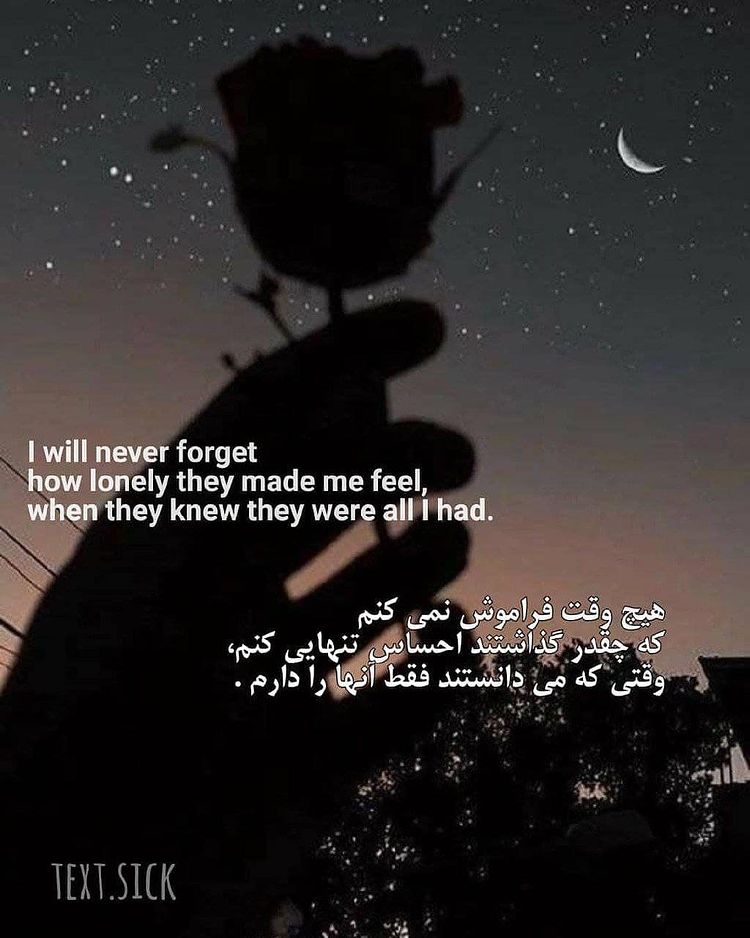 I will never forget
how lonely they made me feel,
when they knew they were all I had.
هیچ وقت فراموش نمی کنم
که چقدر گذاشتند احساس تنهایی کنم،
وقتی که می دانستند فقط آنها را دارم .
TEXT.SICK